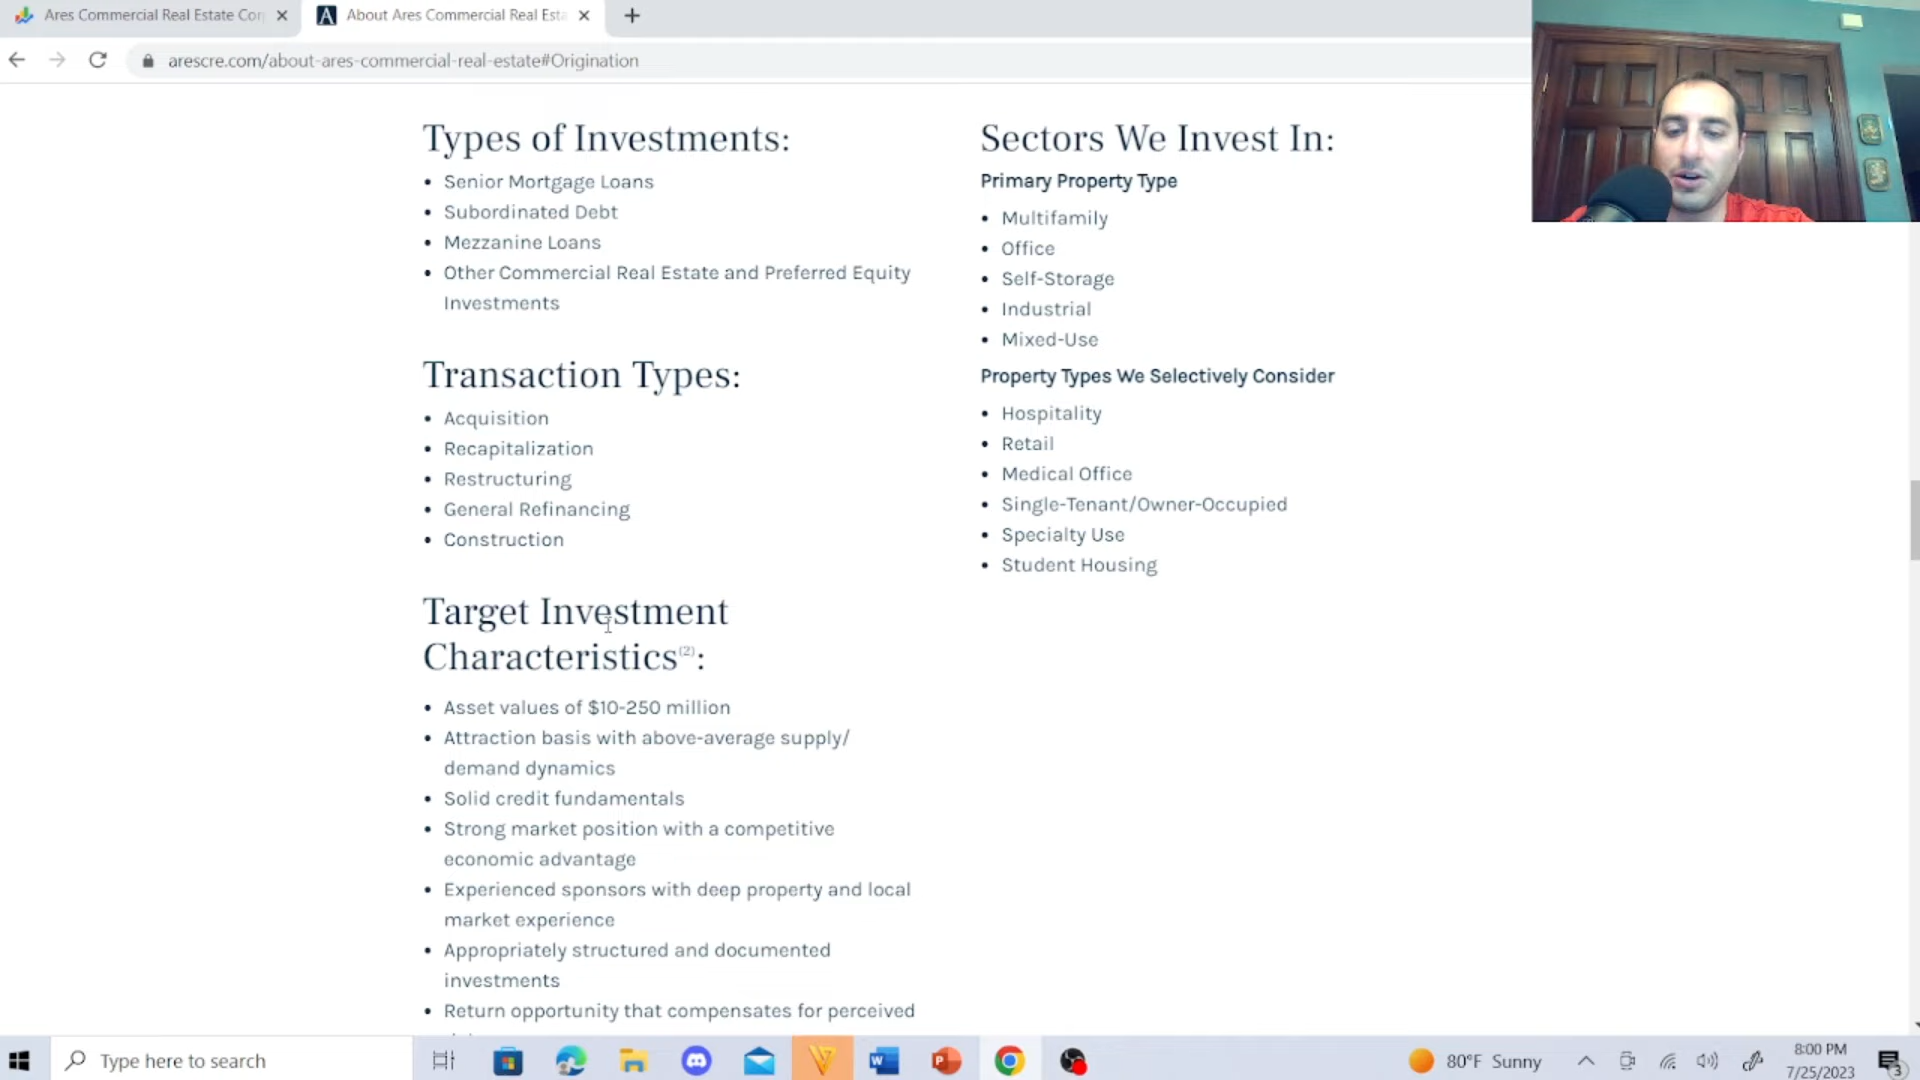 Ares Commercial Real Estate Cor
About Ares Commercial Real Esta
arescre.com/about-ares-commercial-real-estate#Origination
Types of Investments:
• Senior Mortgage Loans
• Subordinated Debt
• Mezzanine Loans
• Other Commercial Real Estate and Preferred Equity
Investments
Transaction Types:
• Acquisition
• Recapitalization
• Restructuring
• General Refinancing
• Construction
Target Investment
Characteristics(2):
• Asset values of $10-250 million
• Attraction basis with above-average supply/
demand dynamics
• Solid credit fundamentals
• Strong market position with a competitive
economic advantage
• Experienced sponsors with deep property and local
market experience
• Appropriately structured and documented
investments
• Return opportunity that compensates for perceived
Sectors We Invest In:
Primary Property Type
• Multifamily
• Office
• Self-Storage
• Industrial
• Mixed-Use
Property Types We Selectively Consider
• Hospitality
• Retail
• Medical Office
• Single-Tenant/Owner-Occupied
• Specialty Use
• Student Housing
Type here to search
80°F Sunny
8:00 PM
7/25/2023
3